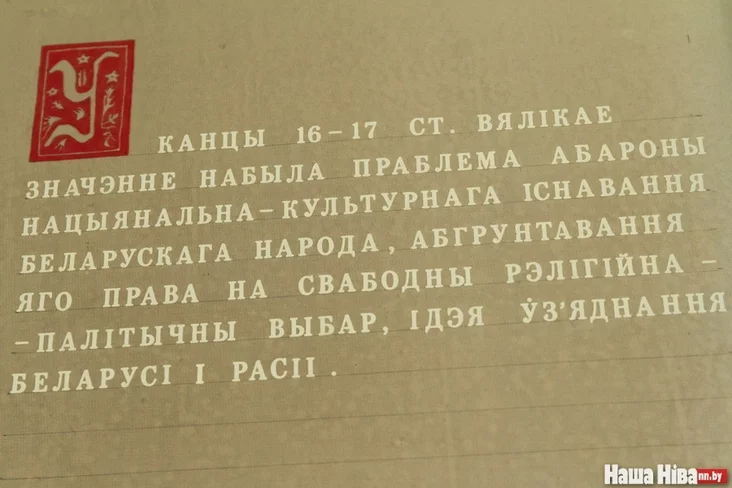 У КАНЦЫ 16-17 СТ. ВЯЛІКАЕ
ЗНАЧЭННЕ НАБЫЛА ПРАБЛЕМА АБАРОНЫ
НАЦЫЯНАЛЬНА-КУЛЬТУРНАГА ІСНАВАННЯ
БЕЛАРУСКАГА НАРОДА, АБГРУНТАВАННЯ
ЯГО ПРАВА НА СВАБОДНЫ РЭЛІГІЙНА-
-ПАЛІТЫЧНЫ ВЫБАР, ІДЭЯ ЎЗ'ЯДНАННЯ
БЕЛАРУСІ І РАСІІ.
Наша Ніва nn.by